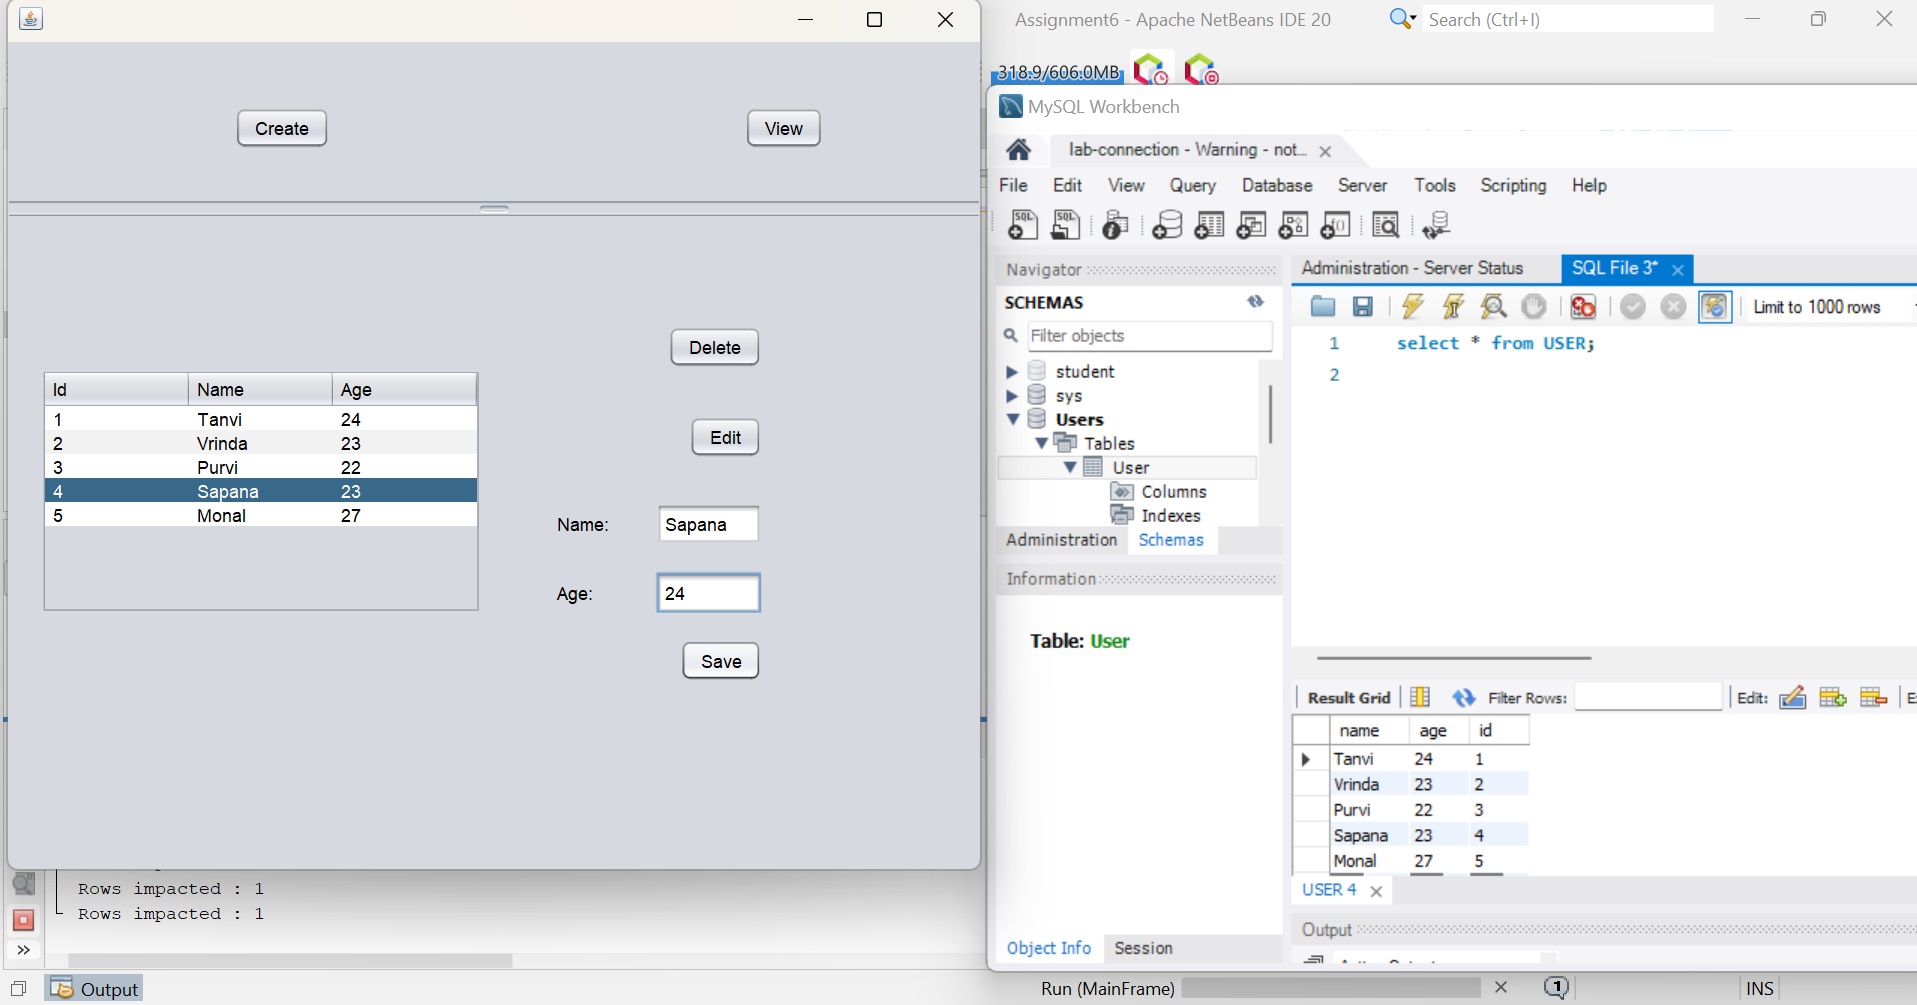 Create
View
Delete
Edit
Id Name Age
1 Tanvi 24
2 Vrinda 23
3 Purvi 22
4 Sapana 23
5 Monal 27
Name: Sapana
Age: 24
Save
Rows impacted : 1
Rows impacted : 1
Output
Assignment6 - Apache NetBeans IDE 20
Search (Ctrl+I)
318.9/606.0MB
MySQL Workbench
lab-connection - Warning - not...
File Edit View Query Database Server Tools Scripting Help
SQL SQL
Navigator
SCHEMAS
Filter objects
student
sys
Users
Tables
User
Columns
Indexes
Administration Schemas
Information
Table: User
Object Info Session
Administration - Server Status SQL File 3*
Limit to 1000 rows
1 select * from USER;
2
Result Grid Filter Rows: Edit:
name age id
Tanvi 24 1
Vrinda 23 2
Purvi 22 3
Sapana 23 4
Monal 27 5
USER 4
Output
Run (MainFrame) 1 INS